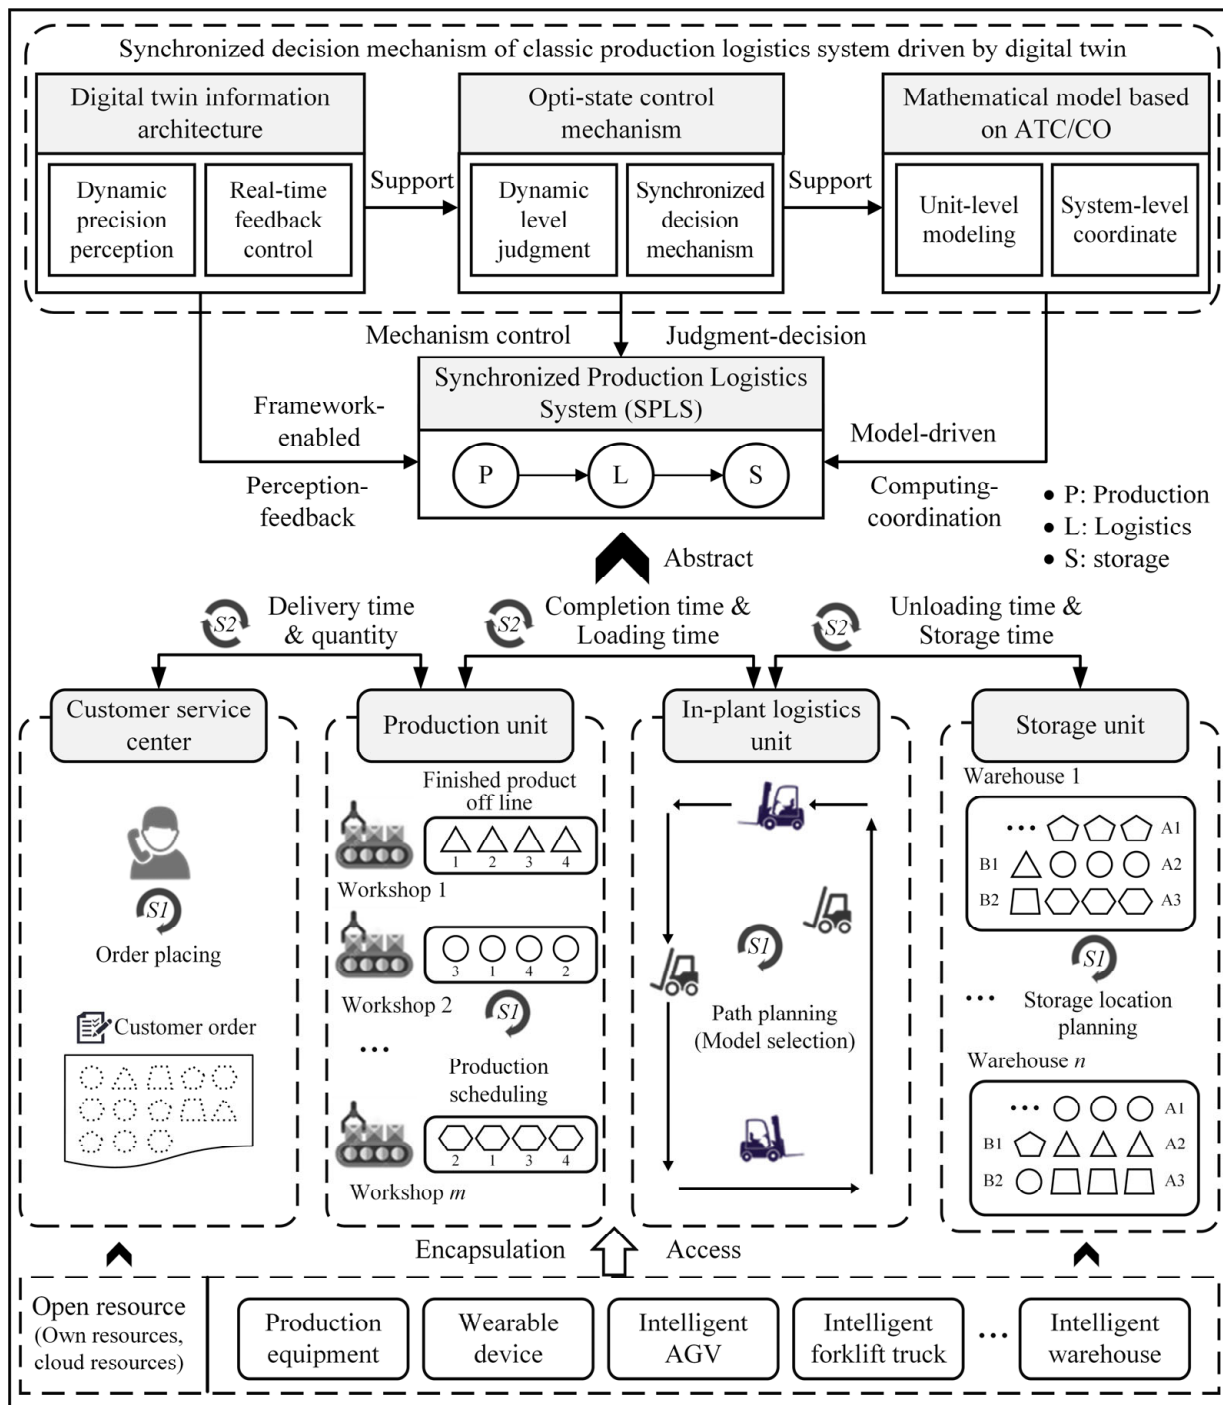 Synchronized decision mechanism of classic production logistics system driven by digital twin
Digital twin information
architecture
Dynamic
precision
perception
Real-time
feedback
control
Support
Opti-state control
mechanism
Dynamic
level
judgment
Synchronized
decision
mechanism
Support
Mathematical model based
on ATC/CO
Unit-level
modeling
System-level
coordinate
Mechanism control
Judgment-decision
Framework-
enabled
Perception-
feedback
Synchronized Production Logistics
System (SPLS)
P
L
S
Model-driven
Computing-
coordination
• P: Production
• L: Logistics
• S: storage
Abstract
S2
Delivery time
& quantity
S2
Completion time &
Loading time
S2
Unloading time &
Storage time
Customer service
center
S1
Order placing
Customer order
Production unit
Finished product
off line
1 2 3 4
Workshop 1
3 1 4 2
Workshop 2
S1
...
Production
scheduling
2 1 3 4
Workshop m
In-plant logistics
unit
S1
Path planning
(Model selection)
Storage unit
Warehouse 1
... A1
B1 A2
B2 A3
S1
... Storage location
planning
Warehouse n
... A1
B1 A2
B2 A3
Encapsulation
Access
Open resource
(Own resources,
cloud resources)
Production
equipment
Wearable
device
Intelligent
AGV
Intelligent
forklift truck
...
Intelligent
warehouse